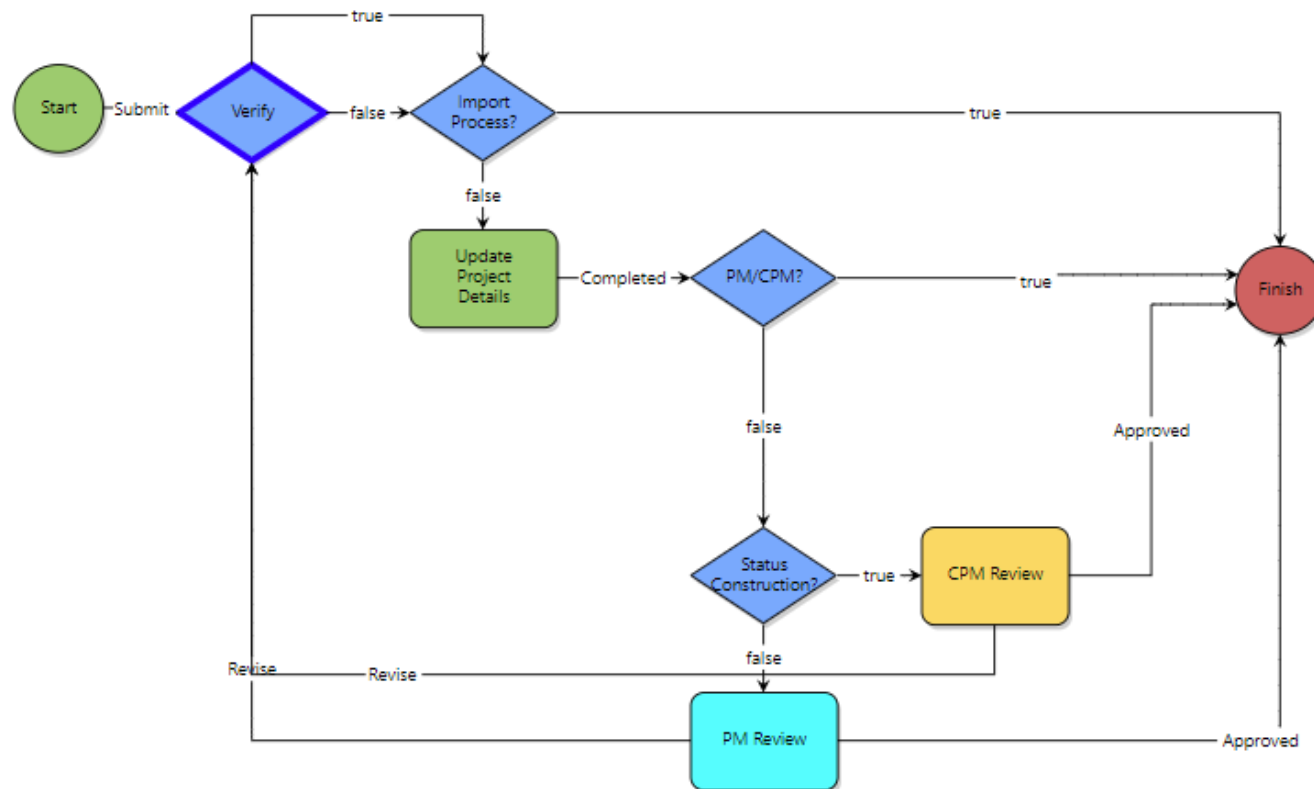 true
Start
Submit
Verify
false
Import
Process?
true
false
Update
Project
Details
Completed
PM/CPM?
true
Finish
false
Approved
Status
Construction?
true
CPM Review
false
Revise
Revise
PM Review
Approved